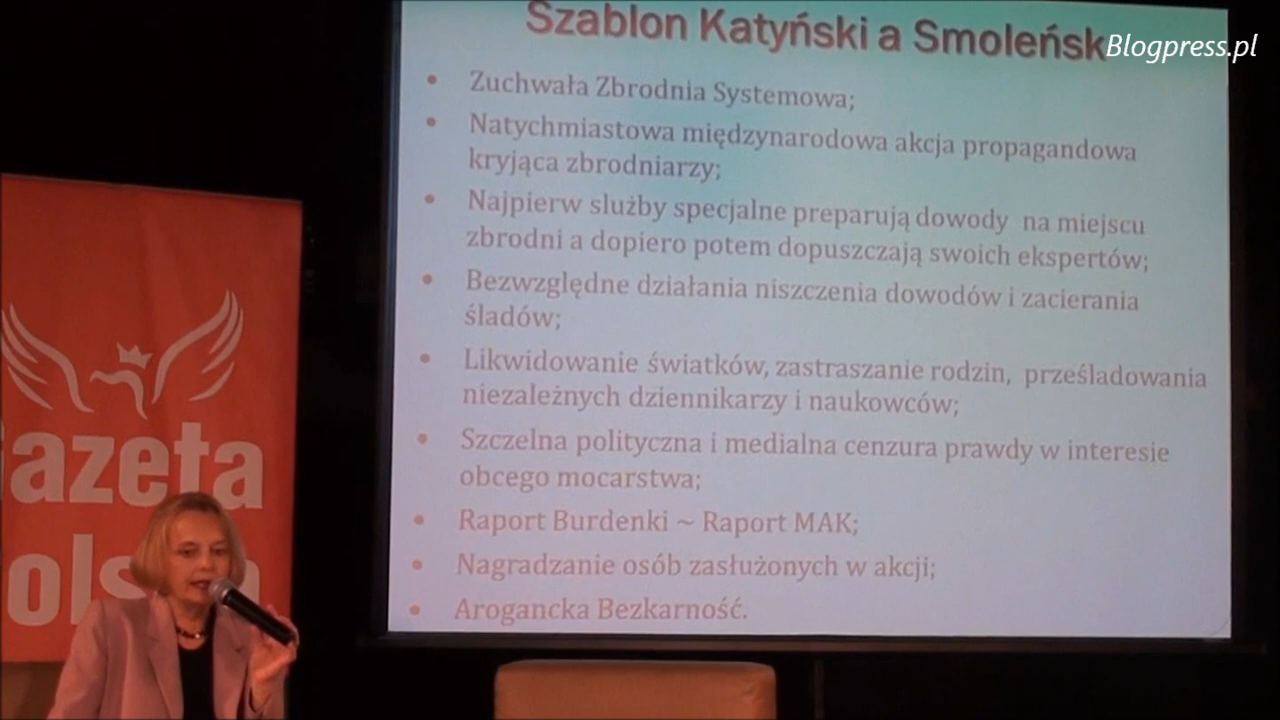 Szablon Katyński a Smoleńsk
Blogpress.pl
• Zuchwała Zbrodnia Systemowa;
• Natychmiastowa międzynarodowa akcja propagandowa
kryjąca zbrodniarzy;
• Najpierw służby specjalne preparują dowody na miejscu
zbrodni a dopiero potem dopuszczają swoich ekspertów;
• Bezwzględne działania niszczenia dowodów i zacierania
śladów;
• Likwidowanie światków, zastraszanie rodzin, prześladowania
niezależnych dziennikarzy i naukowców;
• Szczelna polityczna i medialna cenzura prawdy w interesie
obcego mocarstwa;
• Raport Burdenki ~ Raport MAK;
• Nagradzanie osób zasłużonych w akcji;
• Arogancka Bezkarność.
Gazeta